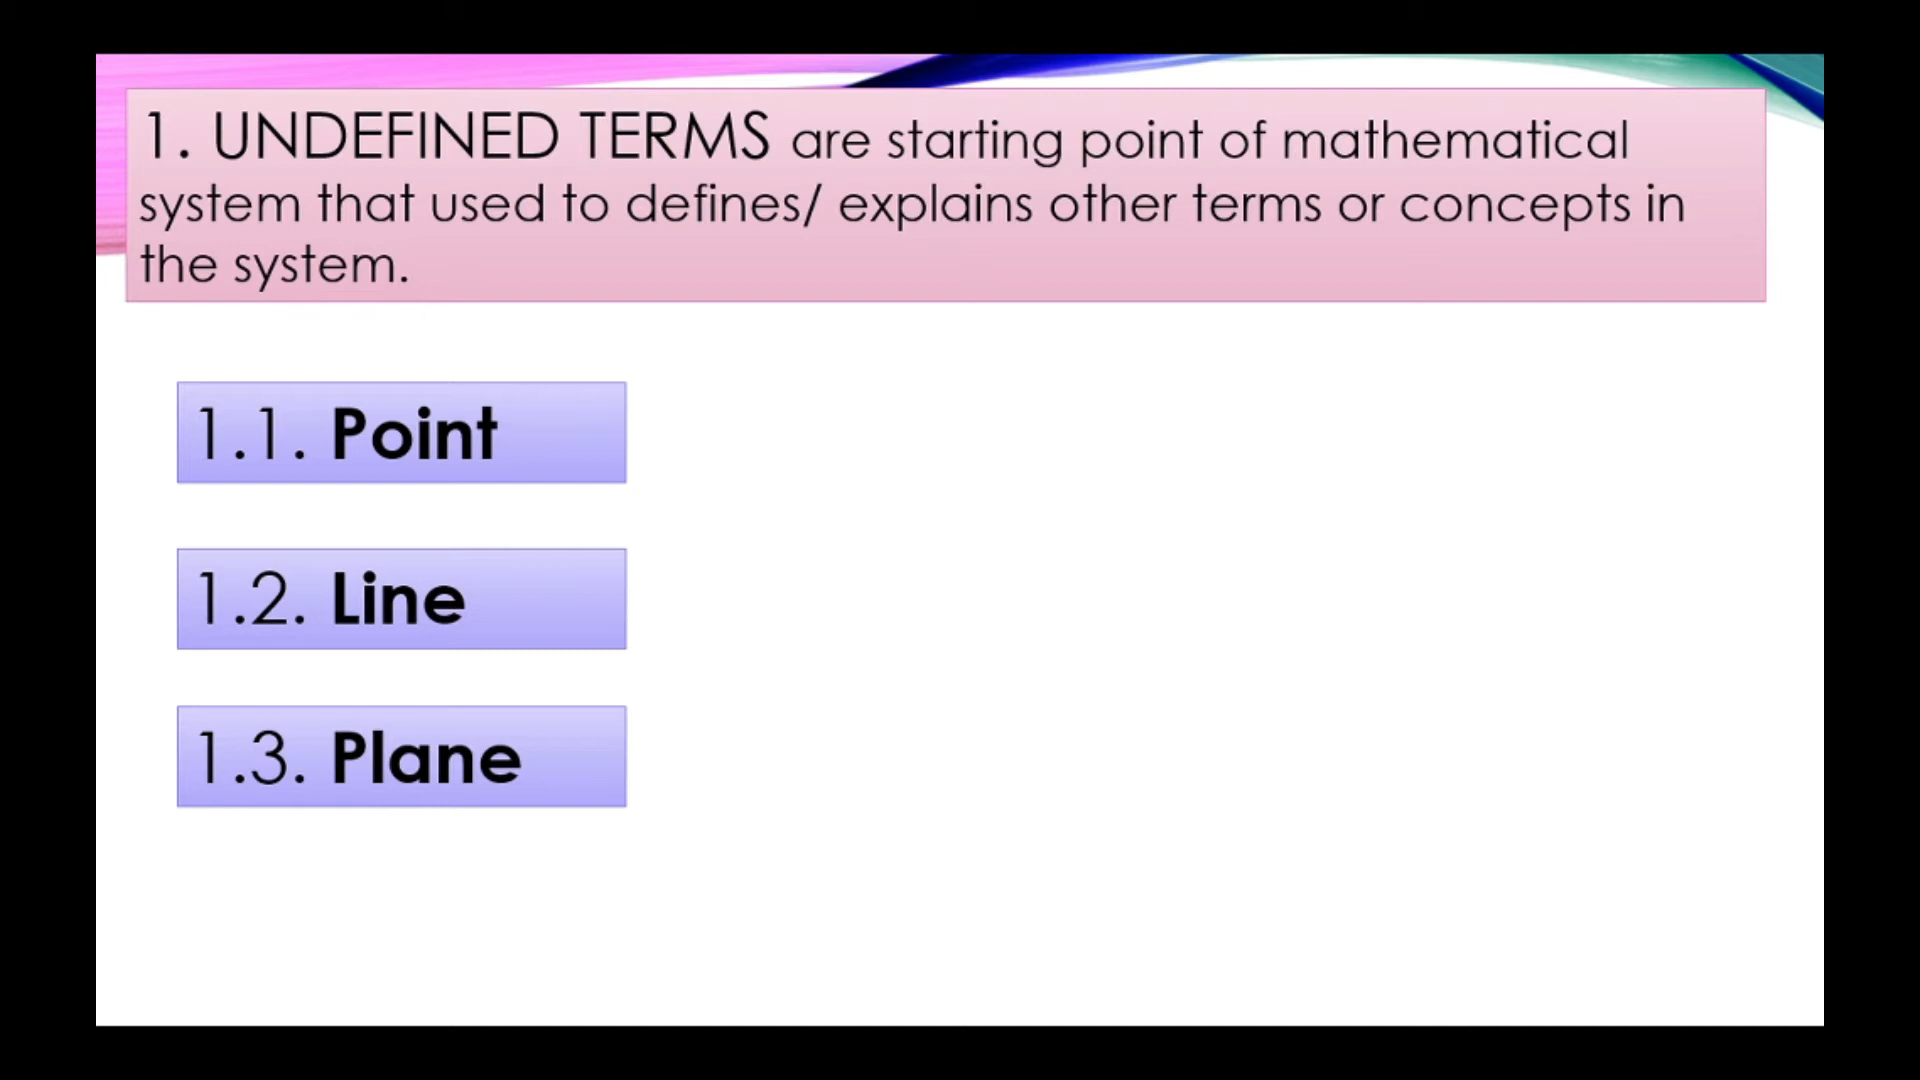 1. UNDEFINED TERMS are starting point of mathematical
system that used to defines/ explains other terms or concepts in
the system.
1.1. Point
1.2. Line
1.3. Plane